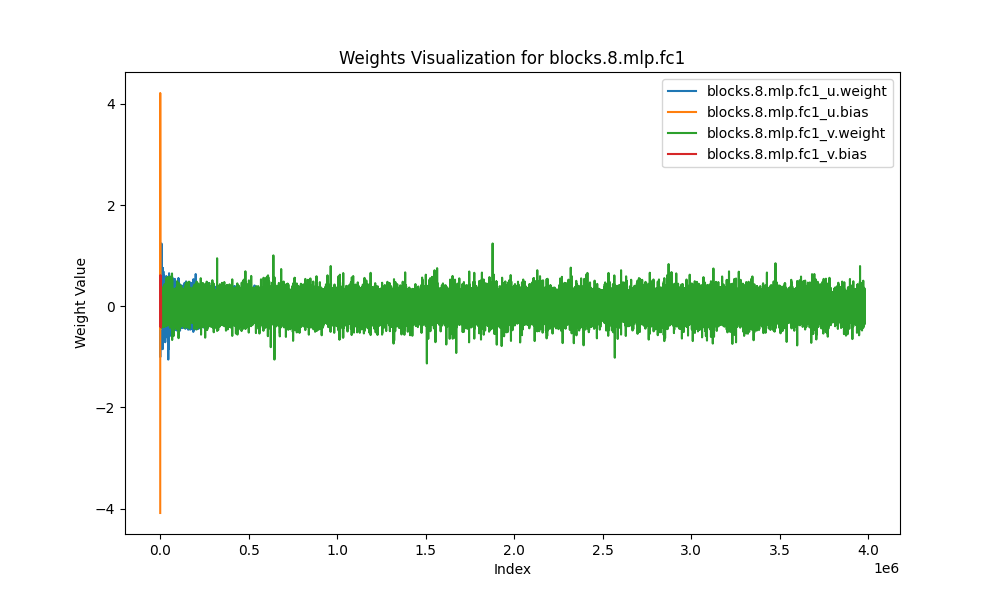 Weights Visualization for blocks.8.mlp.fc1
blocks.8.mlp.fc1_u.weight
blocks.8.mlp.fc1_u.bias
blocks.8.mlp.fc1_v.weight
blocks.8.mlp.fc1_v.bias
Weight Value
4
2
0
−2
−4
0.0 0.5 1.0 1.5 2.0 2.5 3.0 3.5 4.0
1e6
Index